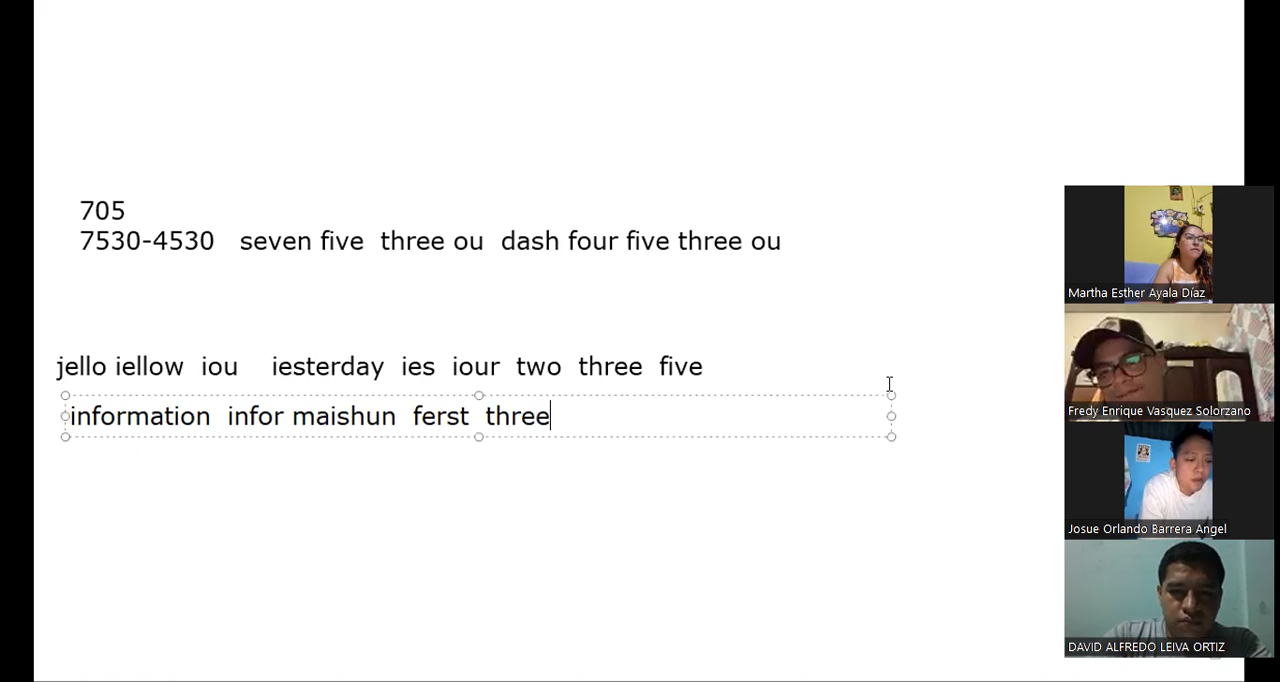 705
7530-4530 seven five three ou dash four five three ou
jello iellow iou iesterday ies iour two three five
information infor maishun ferst three
Martha Esther Ayala Díaz
Fredy Enrique Vasquez Solorzano
Josue Orlando Barrera Angel
DAVID ALFREDO LEIVA ORTIZ